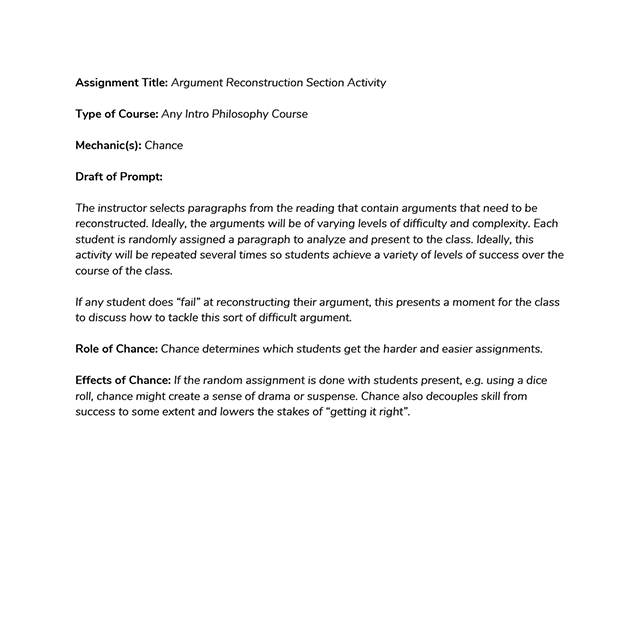 Assignment Title: Argument Reconstruction Section Activity
Type of Course: Any Intro Philosophy Course
Mechanic(s): Chance
Draft of Prompt:
The instructor selects paragraphs from the reading that contain arguments that need to be
reconstructed. Ideally, the arguments will be of varying levels of difficulty and complexity. Each
student is randomly assigned a paragraph to analyze and present to the class. Ideally, this
activity will be repeated several times so students achieve a variety of levels of success over the
course of the class.
If any student does “fail” at reconstructing their argument, this presents a moment for the class
to discuss how to tackle this sort of difficult argument.
Role of Chance: Chance determines which students get the harder and easier assignments.
Effects of Chance: If the random assignment is done with students present, e.g. using a dice
roll, chance might create a sense of drama or suspense. Chance also decouples skill from
success to some extent and lowers the stakes of “getting it right”.